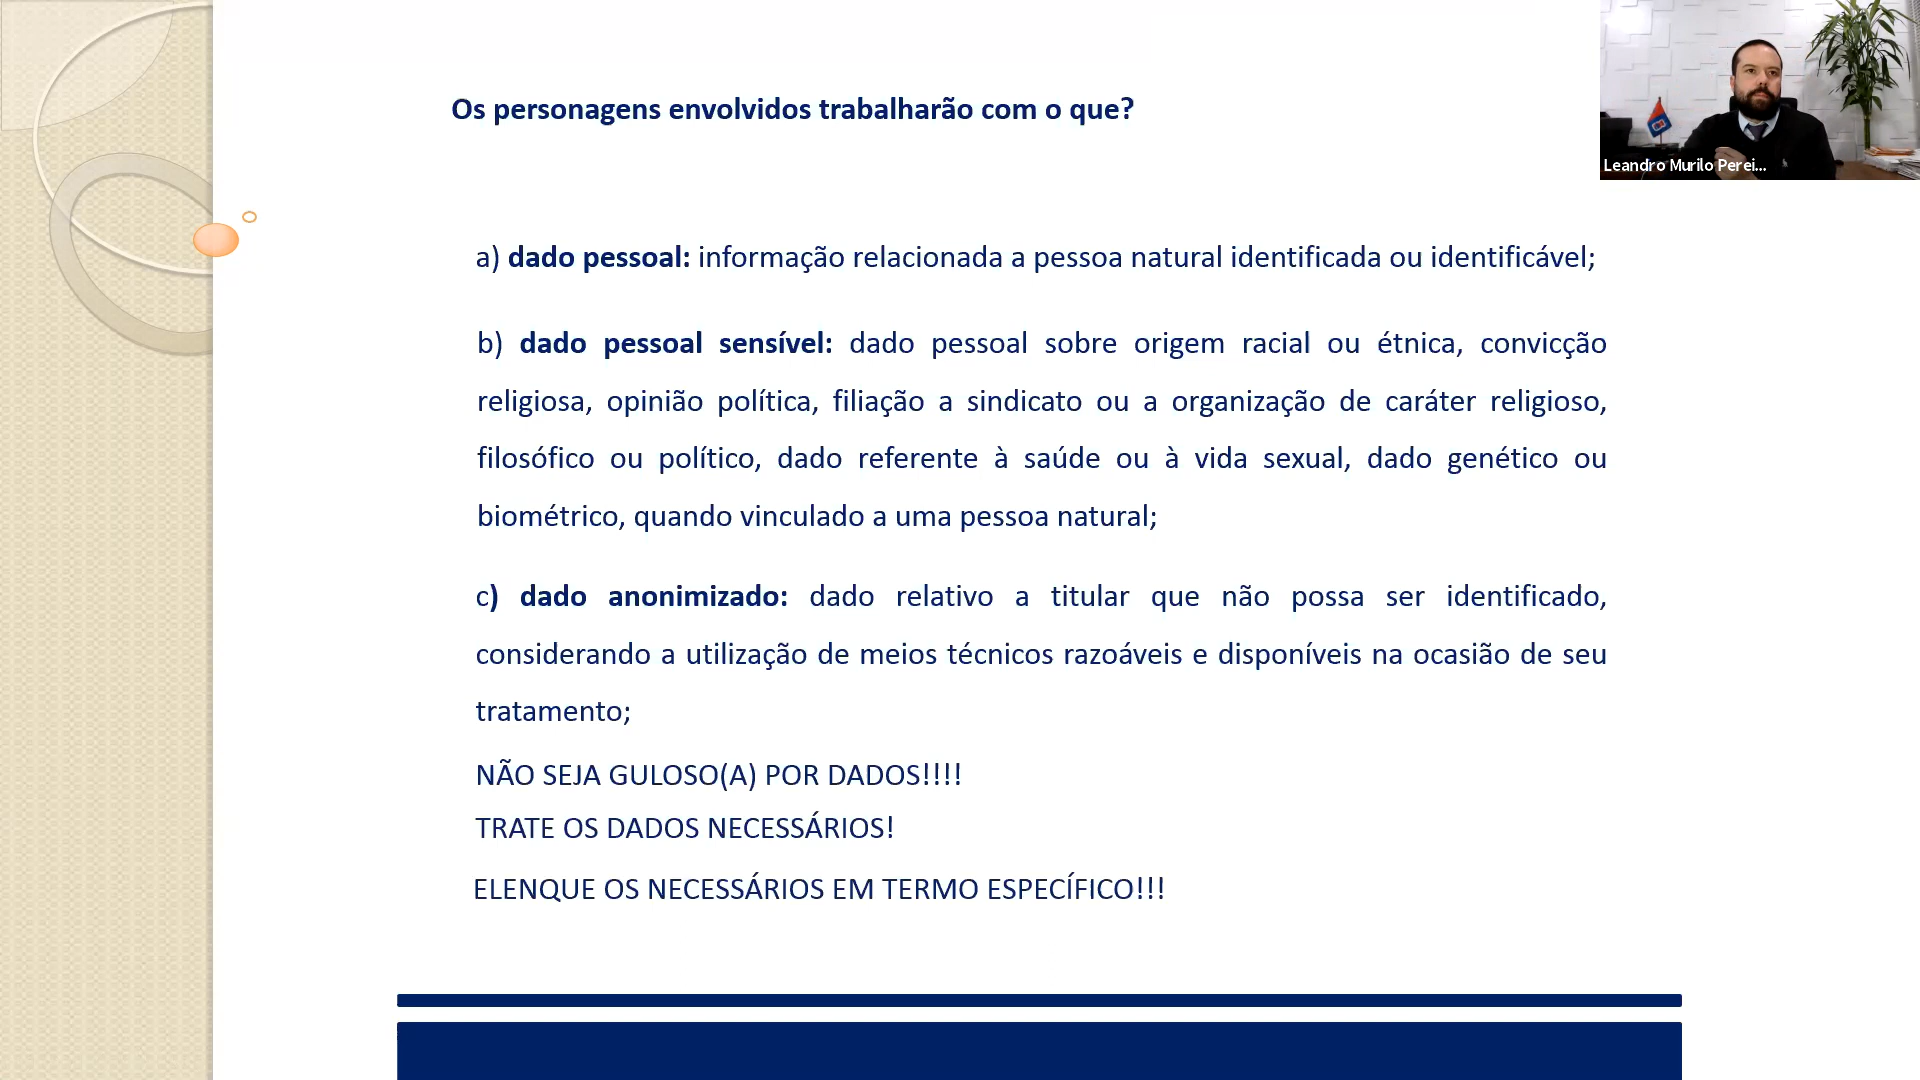 Os personagens envolvidos trabalharão com o que?
Leandro Murilo Perei...
a) dado pessoal: informação relacionada a pessoa natural identificada ou identificável;
b) dado pessoal sensível: dado pessoal sobre origem racial ou étnica, convicção
religiosa, opinião política, filiação a sindicato ou a organização de caráter religioso,
filosófico ou político, dado referente à saúde ou à vida sexual, dado genético ou
biométrico, quando vinculado a uma pessoa natural;
c) dado anonimizado: dado relativo a titular que não possa ser identificado,
considerando a utilização de meios técnicos razoáveis e disponíveis na ocasião de seu
tratamento;
NÃO SEJA GULOSO(A) POR DADOS!!!!
TRATE OS DADOS NECESSÁRIOS!
ELENQUE OS NECESSÁRIOS EM TERMO ESPECÍFICO!!!